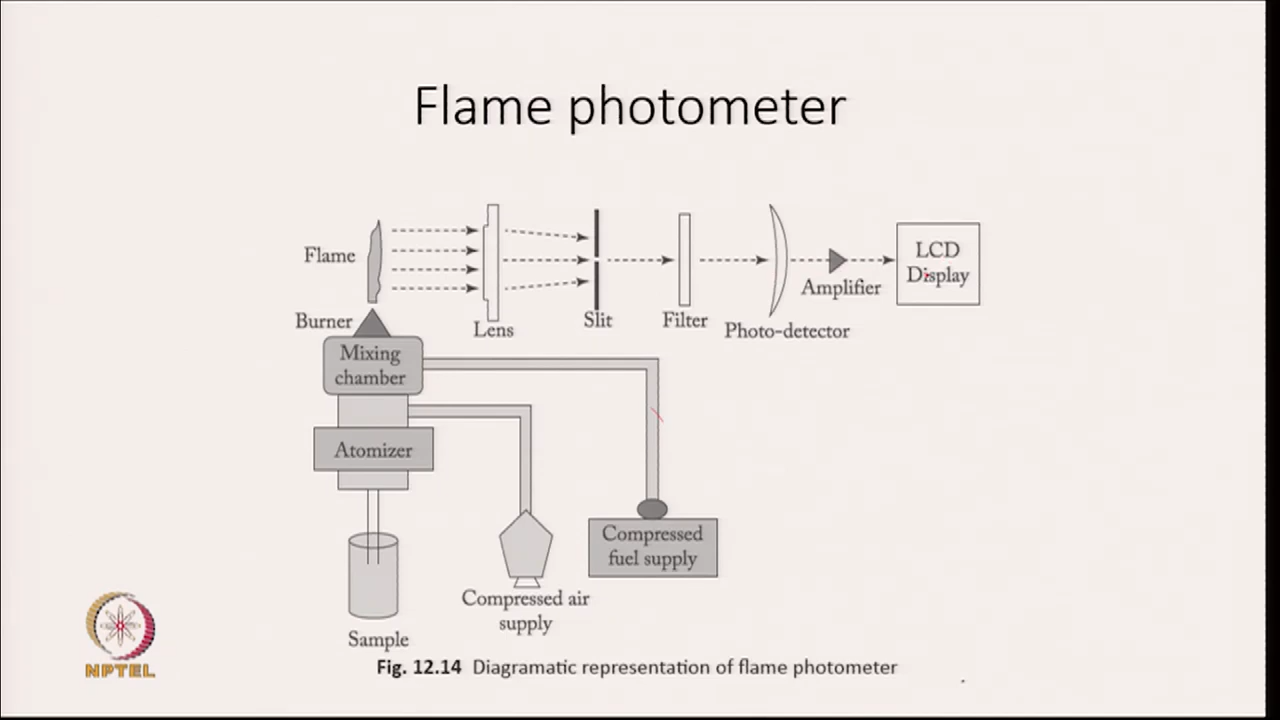 Flame photometer
Flame
Burner
Mixing
chamber
Atomizer
Sample
Lens
Slit
Filter
Photo-detector
Amplifier
LCD
Display
Compressed air
supply
Compressed
fuel supply
NPTEL
Fig. 12.14 Diagramatic representation of flame photometer